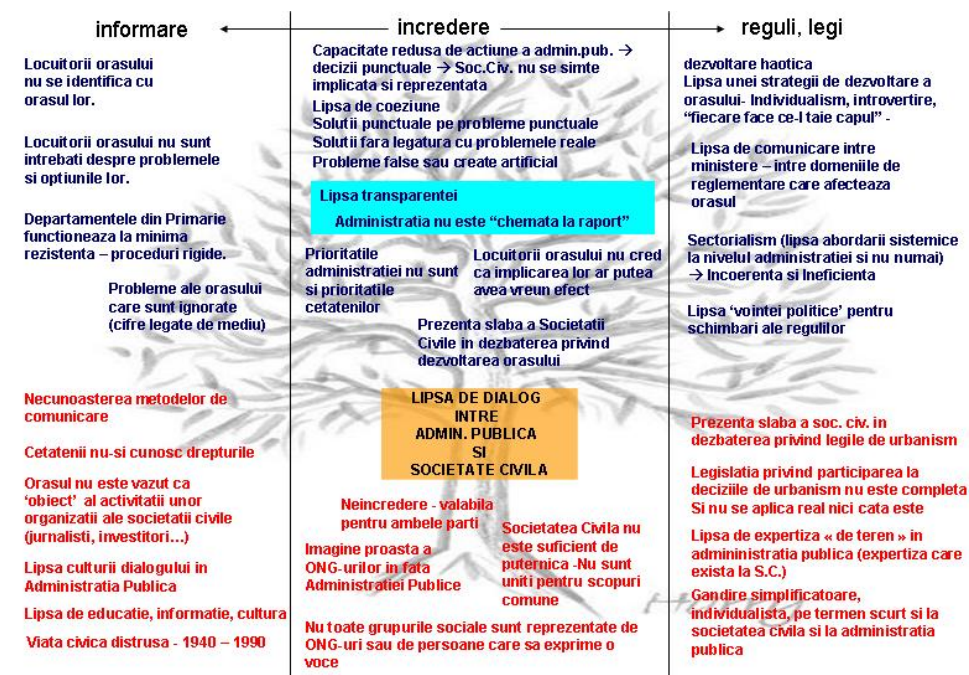 informare
incredere
reguli, legi
Locuitorii orasului
nu se identifica cu
orasul lor.
Locuitorii orasului nu sunt
intrebati despre problemele
si optiunile lor.
Departamentele din Primarie
functioneaza la minima
rezistenta – proceduri rigide.
Probleme ale orasului
care sunt ignorate
(cifre legate de mediu)
Necunoasterea metodelor de
comunicare
Cetatenii nu-si cunosc drepturile
Orasul nu este vazut ca
'obiect' al activitatii unor
organizatii ale societatii civile
(jurnalisti, investitori...)
Lipsa culturii dialogului in
Administratia Publica
Lipsa de educatie, informatie, cultura
Viata civica distrusa - 1940 – 1990
Capacitate redusa de actiune a admin.pub. →
decizii punctuale → Soc.Civ. nu se simte
implicata si reprezentata
Lipsa de coeziune
Solutii punctuale pe probleme punctuale
Solutii fara legatura cu problemele reale
Probleme false sau create artificial
Lipsa transparentei
Administratia nu este "chemata la raport"
Prioritatile
administratiei nu sunt
si prioritatile
cetatenilor
Locuitorii orasului nu cred
ca implicarea lor ar putea
avea vreun efect
Prezenta slaba a Societatii
Civile in dezbaterea privind
dezvoltarea orasului
LIPSA DE DIALOG
INTRE
ADMIN. PUBLICA
SI
SOCIETATE CIVILA
Neincredere - valabila
pentru ambele parti
Imagine proasta a
ONG-urilor in fata
Administratiei Publice
Societatea Civila nu
este suficient de
puternica -Nu sunt
uniti pentru scopuri
comune
Nu toate grupurile sociale sunt reprezentate de
ONG-uri sau de persoane care sa exprime o
voce
dezvoltare haotica
Lipsa unei strategii de dezvoltare a
orasului- Individualism, introvertire,
"fiecare face ce-l taie capul" -
Lipsa de comunicare intre
ministere – intre domeniile de
reglementare care afecteaza
orasul
Sectorialism (lipsa abordarii sistemice
la nivelul administratiei si nu numai)
→ Incoerenta si Ineficienta
Lipsa 'vointei politice' pentru
schimbari ale regulilor
Prezenta slaba a soc. civ. in
dezbaterea privind legile de urbanism
Legislatia privind participarea la
deciziile de urbanism nu este completa
Si nu se aplica real nici cata este
Lipsa de expertiza « de teren » in
admininistratia publica (expertiza care
exista la S.C.)
Gandire simplificatoare,
individualista, pe termen scurt si la
societatea civila si la administratia
publica